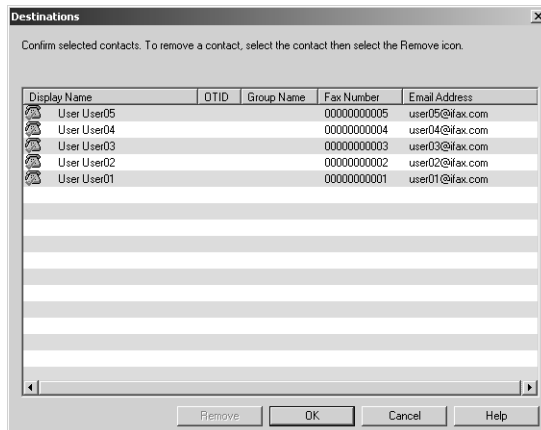 Destinations
Confirm selected contacts. To remove a contact, select the contact then select the Remove icon.
Display Name OTID Group Name Fax Number Email Address
User User05 00000000005 user05@ifax.com
User User04 00000000004 user04@ifax.com
User User03 00000000003 user03@ifax.com
User User02 00000000002 user02@ifax.com
User User01 00000000001 user01@ifax.com
Remove OK Cancel Help